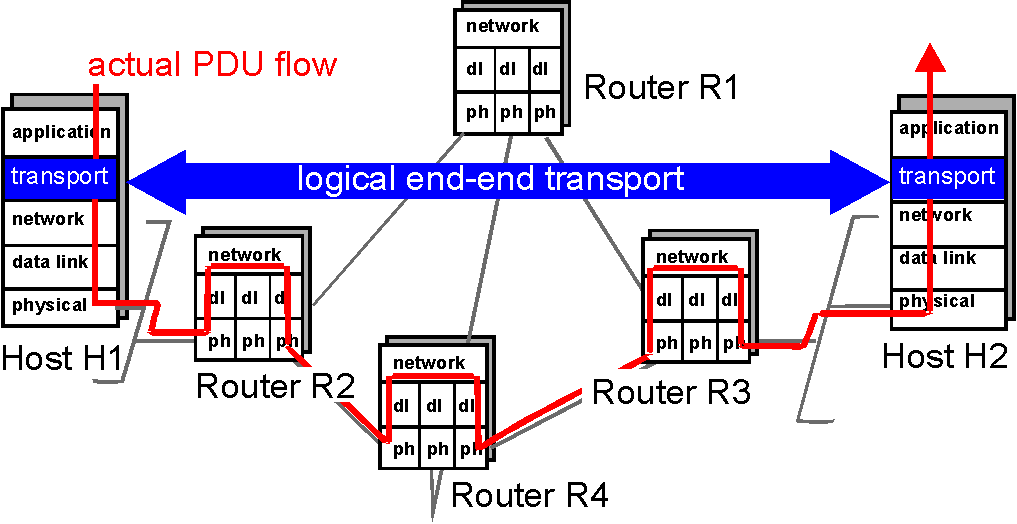 network
dl dl dl
ph ph ph
Router R1
actual PDU flow
application
transport
network
data link
physical
Host H1
logical end-end transport
application
transport
network
data link
physical
Host H2
network
dl dl d
ph ph ph
Router R2
network
dl dl dl
ph ph ph
Router R3
network
dl dl dl
ph ph ph
Router R4